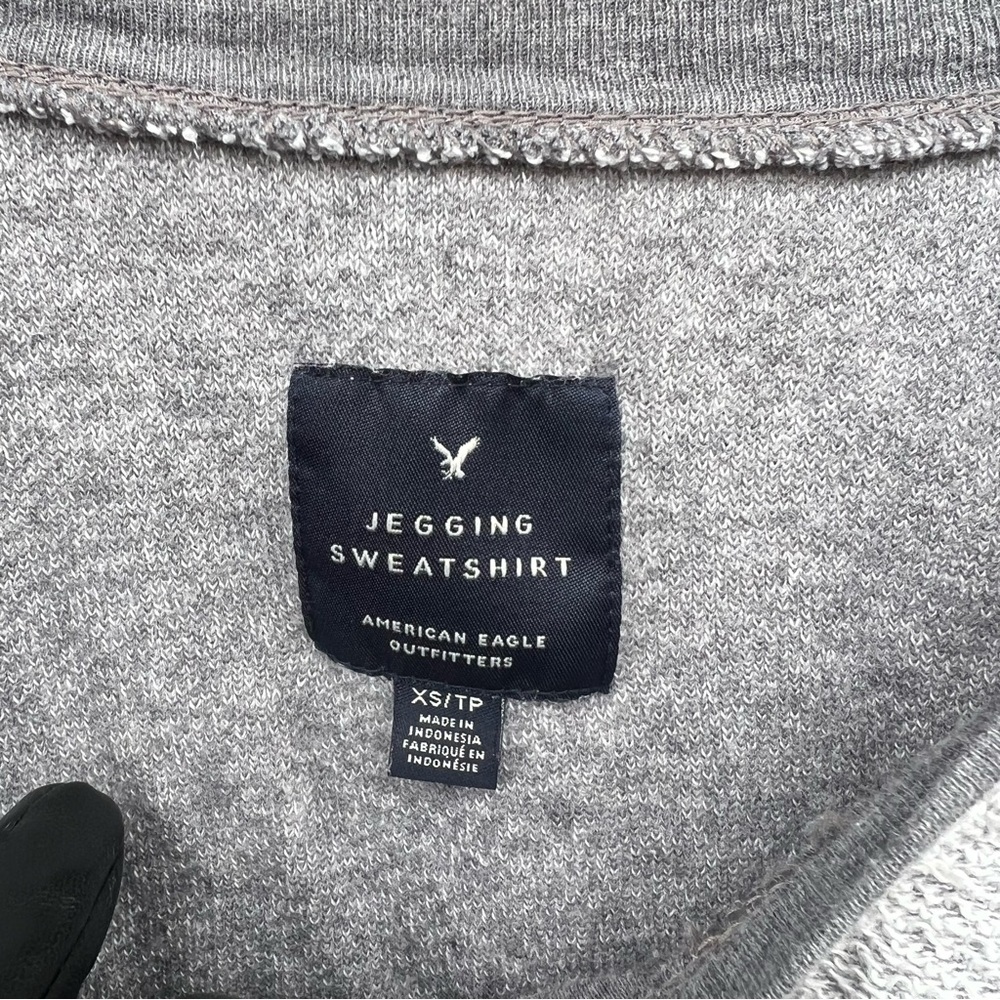 JEGGING
SWEATSHIRT
AMERICAN EAGLE
OUTFITTERS
XS/TP
MADE IN
INDONESIA
FABRIQUÉ EN
INDONÉSIE